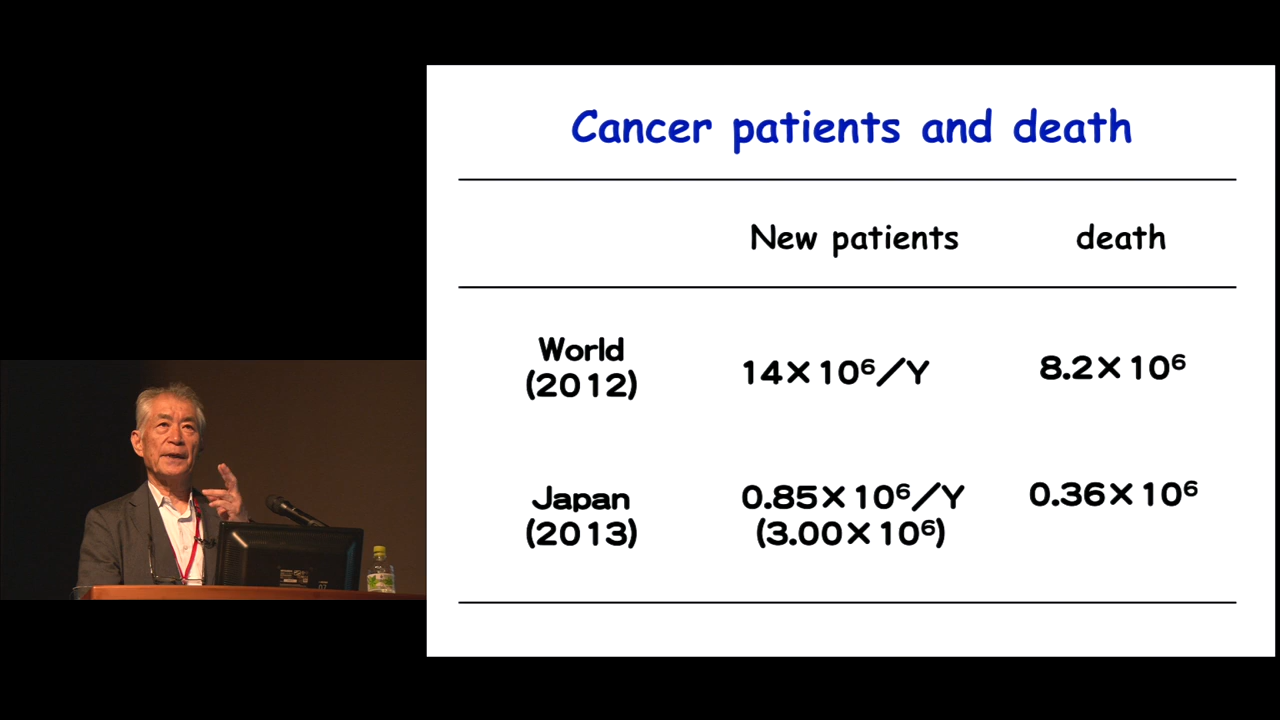 Cancer patients and death
New patients death
World
(2012)
14×10⁶／Y 8.2×10⁶
Japan
(2013)
0.85×10⁶／Y 0.36×10⁶
(3.00×10⁶)